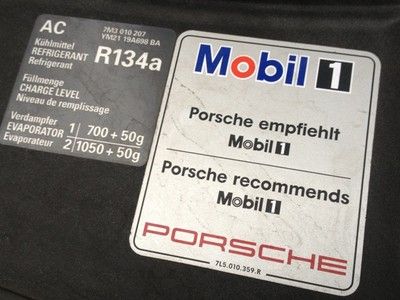 AC
7M3 010 207
YM21 19A698 BA
Kühlmittel
REFRIGERANT
Refrigerant
R134a
Füllmenge
CHARGE LEVEL
Niveau de remplissage
Verdampfer
EVAPORATOR
Evaporateur
1 700 + 50g
2 1050 + 50g
Mobil 1
Porsche empfiehlt
Mobil 1
Porsche recommends
Mobil 1
PORSCHE
7L5.010.359.R